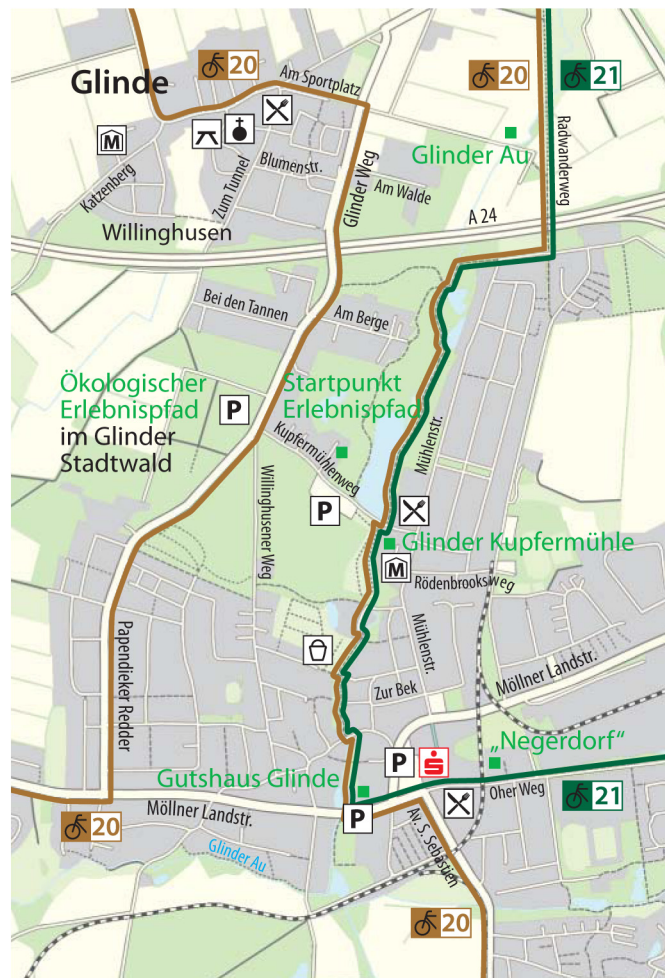 20
Am Sportplatz
20
21
Glinde
Radwanderweg
Glinder Au
M
Blumenstr.
Katzenberg
Zum Tunnel
Glinder Weg
Am Walde
A 24
Willinghusen
Bei den Tannen
Am Berge
Ökologischer
Erlebnispfad
im Glinder
Stadtwald
P
Startpunkt
Erlebnispfad
Mühlenstr.
Kupfermühlenweg
Willinghusener Weg
P
Glinder Kupfermühle
M
Rödenbrooksweg
Mühlenstr.
Papendieker Redder
Zur Bek
Möllner Landstr.
„Negerdorf“
P
Gutshaus Glinde
Oher Weg
21
Möllner Landstr.
P
20
Av. S. Sebastien
Glinder Au
20